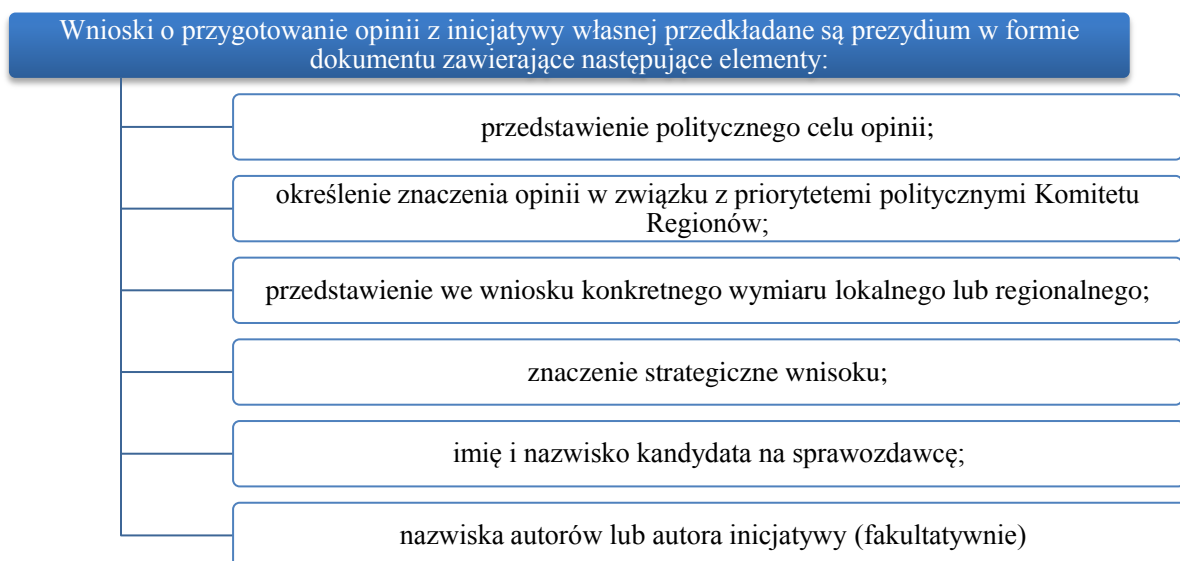 Wnioski o przygotowanie opinii z inicjatywy własnej przedkładane są prezydium w formie
dokumentu zawierające następujące elementy:
przedstawienie politycznego celu opinii;
określenie znaczenia opinii w związku z priorytetemi politycznymi Komitetu
Regionów;
przedstawienie we wniosku konkretnego wymiaru lokalnego lub regionalnego;
znaczenie strategiczne wnisoku;
imię i nazwisko kandydata na sprawozdawcę;
nazwiska autorów lub autora inicjatywy (fakultatywnie)